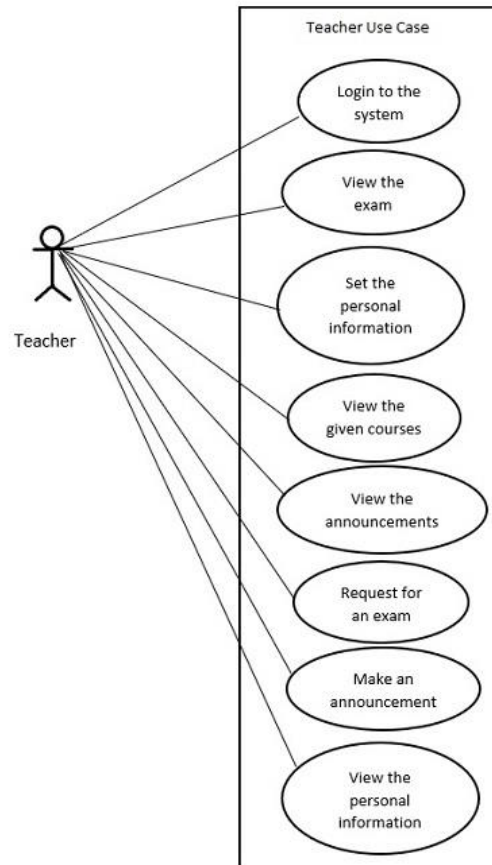 Teacher Use Case
Login to the
system
View the
exam
Set the
personal
information
Teacher
View the
given courses
View the
announcements
Request for
an exam
Make an
announcement
View the
personal
information